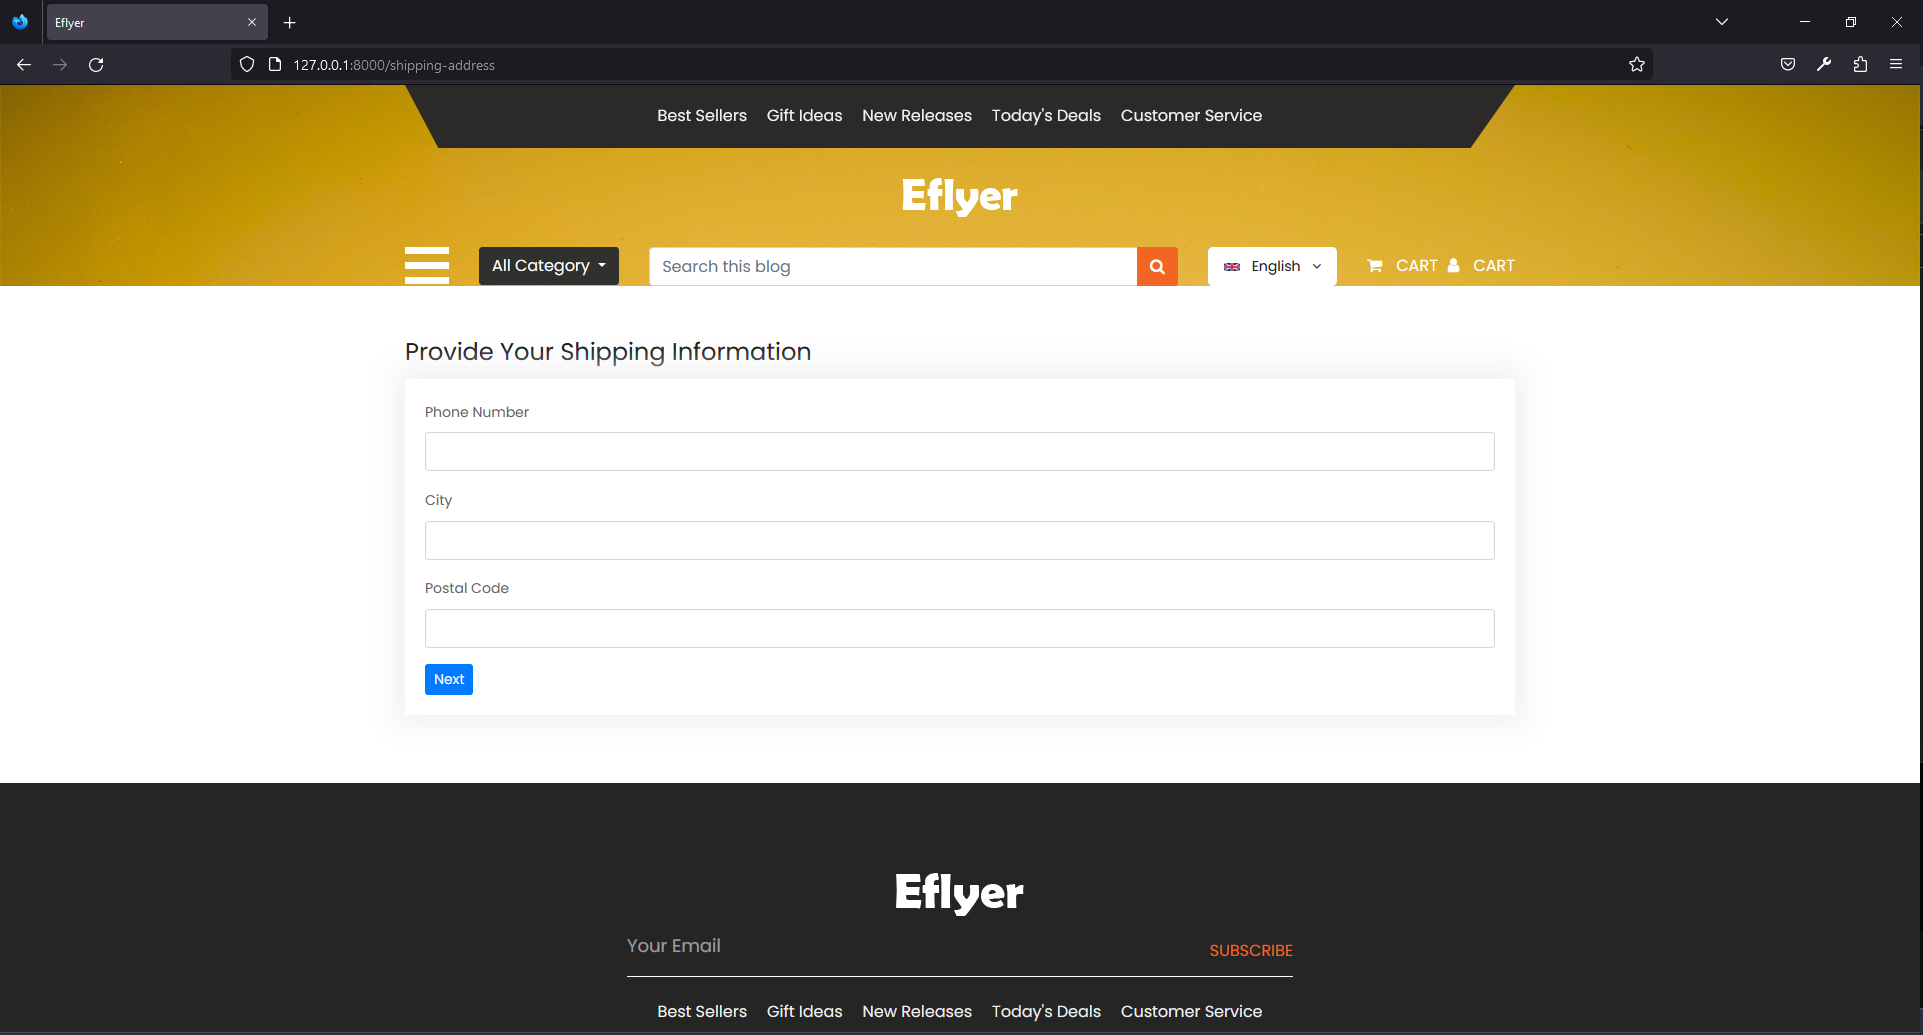 Eflyer
127.0.0.1:8000/shipping-address
Best Sellers Gift Ideas New Releases Today's Deals Customer Service
Eflyer
All Category Search this blog English CART CART
Provide Your Shipping Information
Phone Number
City
Postal Code
Next
Eflyer
Your Email SUBSCRIBE
Best Sellers Gift Ideas New Releases Today's Deals Customer Service